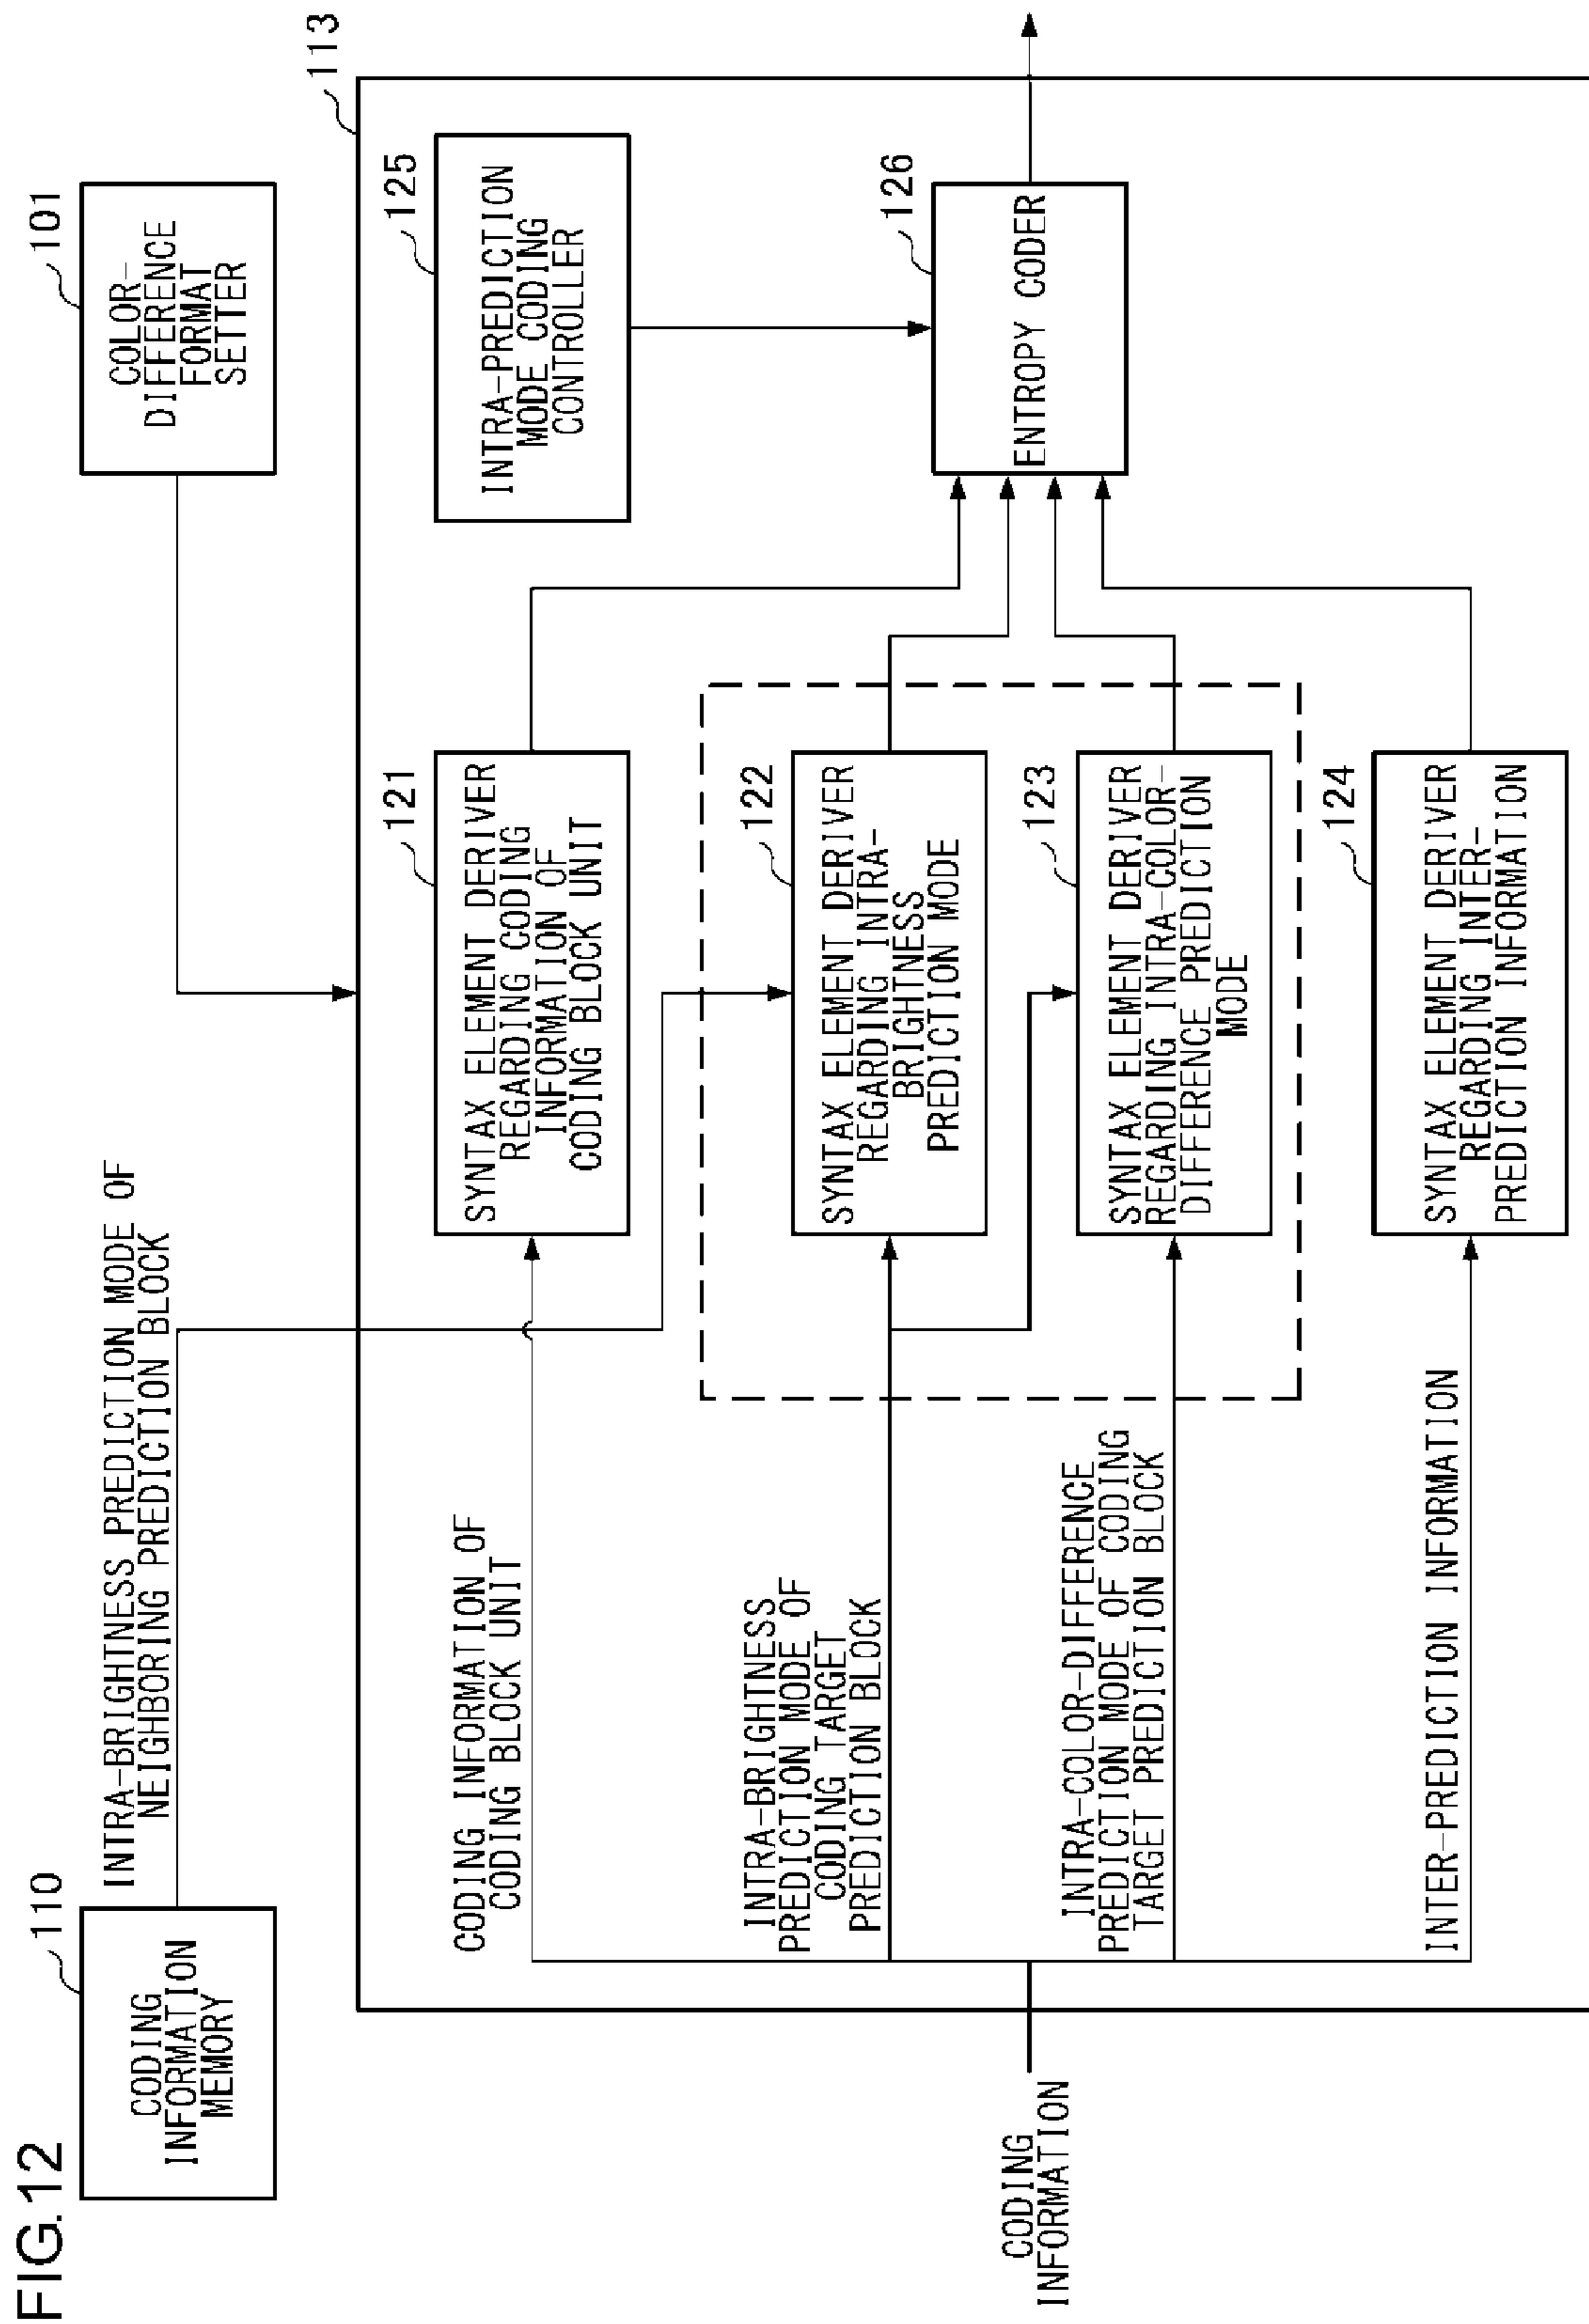 FIG.12
110
CODING
INFORMATION
MEMORY
INTRA-BRIGHTNESS PREDICTION MODE OF
NEIGHBORING PREDICTION BLOCK
101
COLOR-
DIFFERENCE
FORMAT
SETTER
113
CODING INFORMATION OF
CODING BLOCK UNIT
121
SYNTAX ELEMENT DERIVER
REGARDING CODING
INFORMATION OF
CODING BLOCK UNIT
125
INTRA-PREDICTION
MODE CODING
CONTROLLER
INTRA-BRIGHTNESS
PREDICTION MODE OF
CODING TARGET
PREDICTION BLOCK
122
SYNTAX ELEMENT DERIVER
REGARDING INTRA-
BRIGHTNESS
PREDICTION MODE
126
ENTROPY CODER
CODING
INFORMATION
INTRA-COLOR-DIFFERENCE
PREDICTION MODE OF CODING
TARGET PREDICTION BLOCK
123
SYNTAX ELEMENT DERIVER
REGARDING INTRA-COLOR-
DIFFERENCE PREDICTION
MODE
INTER-PREDICTION INFORMATION
124
SYNTAX ELEMENT DERIVER
REGARDING INTER-
PREDICTION INFORMATION